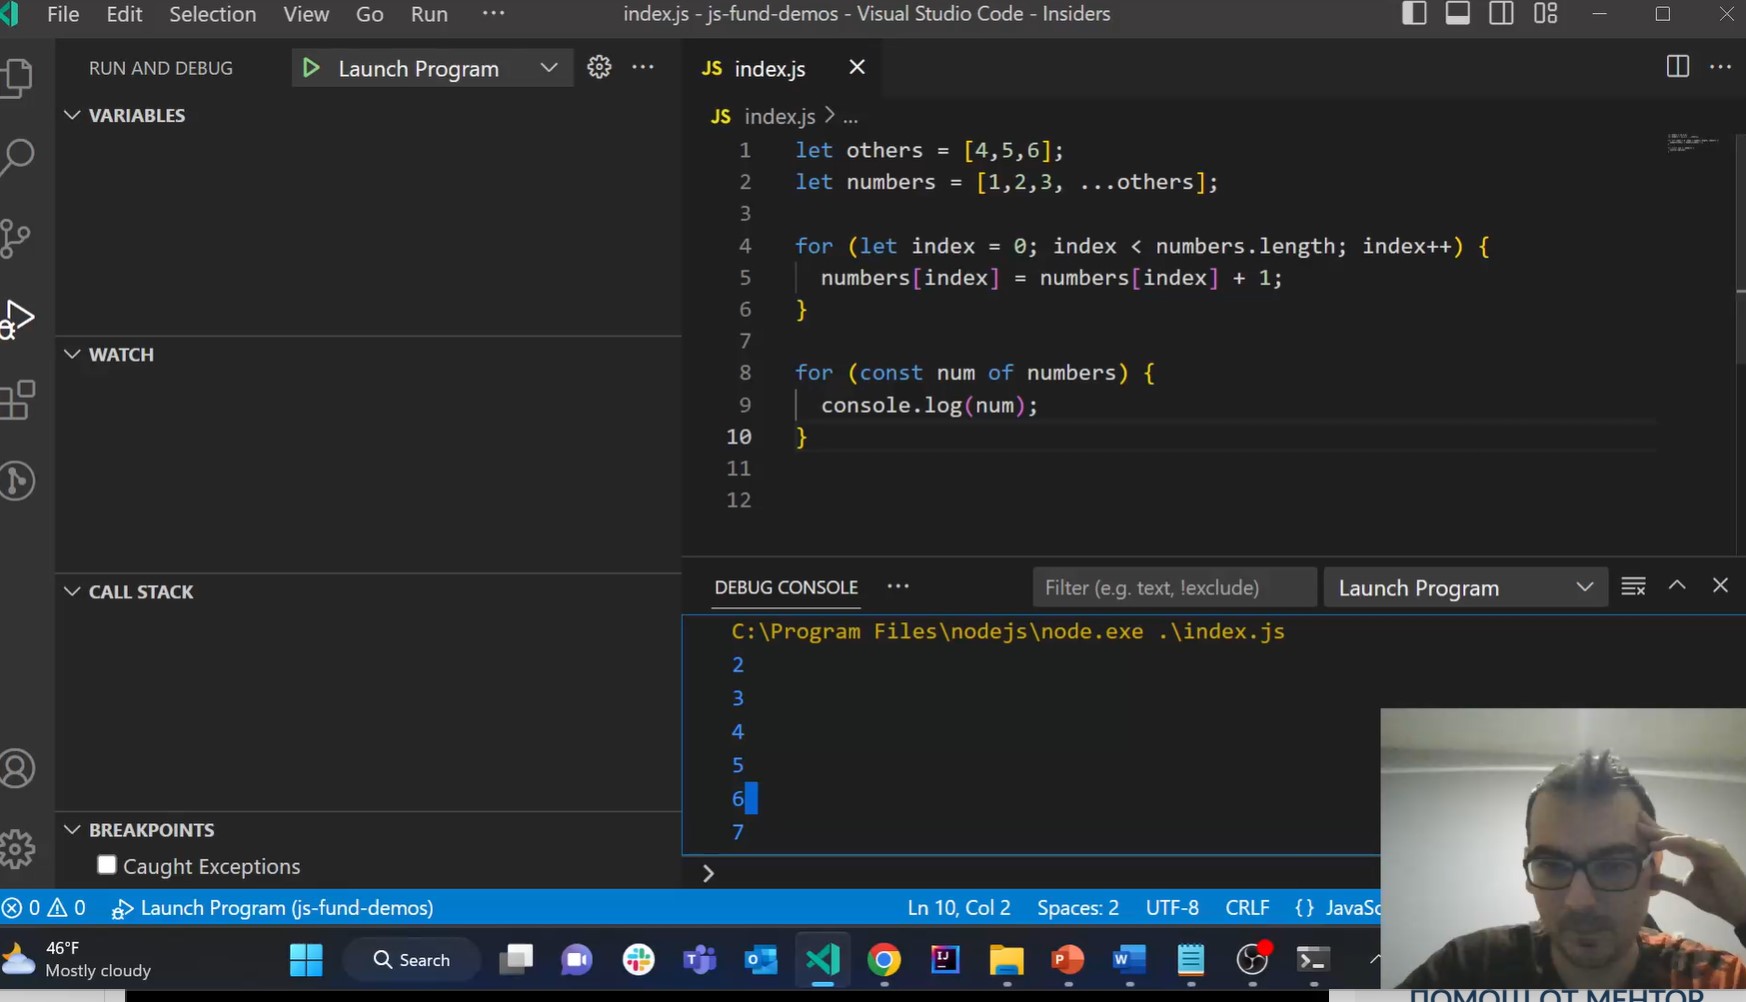 File Edit Selection View Go Run ··· index.js - js-fund-demos - Visual Studio Code - Insiders
RUN AND DEBUG Launch Program ···
VARIABLES
WATCH
CALL STACK
BREAKPOINTS
Caught Exceptions
JS index.js
JS index.js > ...
1 let others = [4,5,6];
2 let numbers = [1,2,3, ...others];
3
4 for (let index = 0; index < numbers.length; index++) {
5 numbers[index] = numbers[index] + 1;
6 }
7
8 for (const num of numbers) {
9 console.log(num);
10 }
11
12
DEBUG CONSOLE ··· Filter (e.g. text, !exclude) Launch Program
C:\Program Files\nodejs\node.exe .\index.js
2
3
4
5
6
7
>
0 0 Launch Program (js-fund-demos) Ln 10, Col 2 Spaces: 2 UTF-8 CRLF {} JavaSc
46°F
Mostly cloudy
Search
ПОМОЩ ОТ МЕНТОР